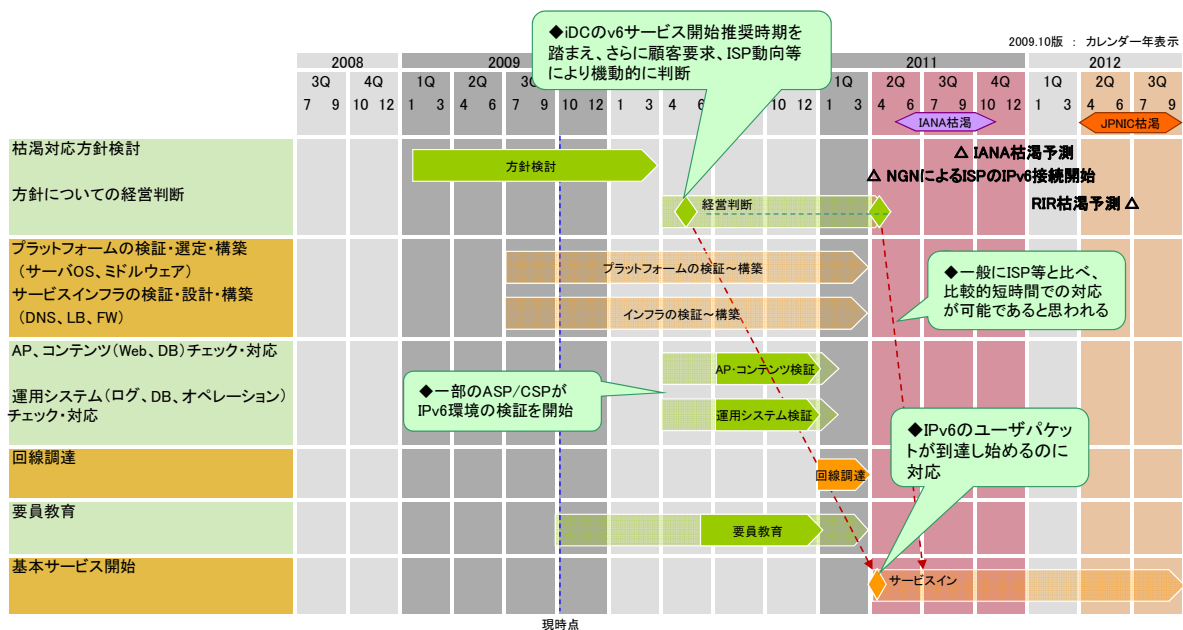 ◆iDCのv6サービス開始推奨時期を
踏まえ、さらに顧客要求、ISP動向等
により機動的に判断
2009.10版 : カレンダー年表示
2008 2009 2011 2012
3Q 4Q 1Q 2Q 3Q 1Q 2Q 3Q 4Q 1Q 2Q 3Q
7 9 10 12 1 3 4 6 7 9 10 12 1 3 4 6 10 12 1 3 4 6 7 9 10 12 1 3 4 6 7 9
IANA枯渇 JPNIC枯渇
枯渇対応方針検討
方針検討
△ IANA枯渇予測
△ NGNによるISPのIPv6接続開始
方針についての経営判断
経営判断
RIR枯渇予測 △
プラットフォームの検証・選定・構築
(サーバOS、ミドルウェア)
プラットフォームの検証~構築
サービスインフラの検証・設計・構築
(DNS、LB、FW)
インフラの検証~構築
◆一般にISP等と比べ、
比較的短時間での対応
が可能であると思われる
AP、コンテンツ(Web、DB)チェック・対応
AP・コンテンツ検証
運用システム(ログ、DB、オペレーション)
チェック・対応
運用システム検証
◆一部のASP/CSPが
IPv6環境の検証を開始
◆IPv6のユーザパケッ
トが到達し始めるのに
対応
回線調達
回線調達
要員教育
要員教育
基本サービス開始
サービスイン
現時点